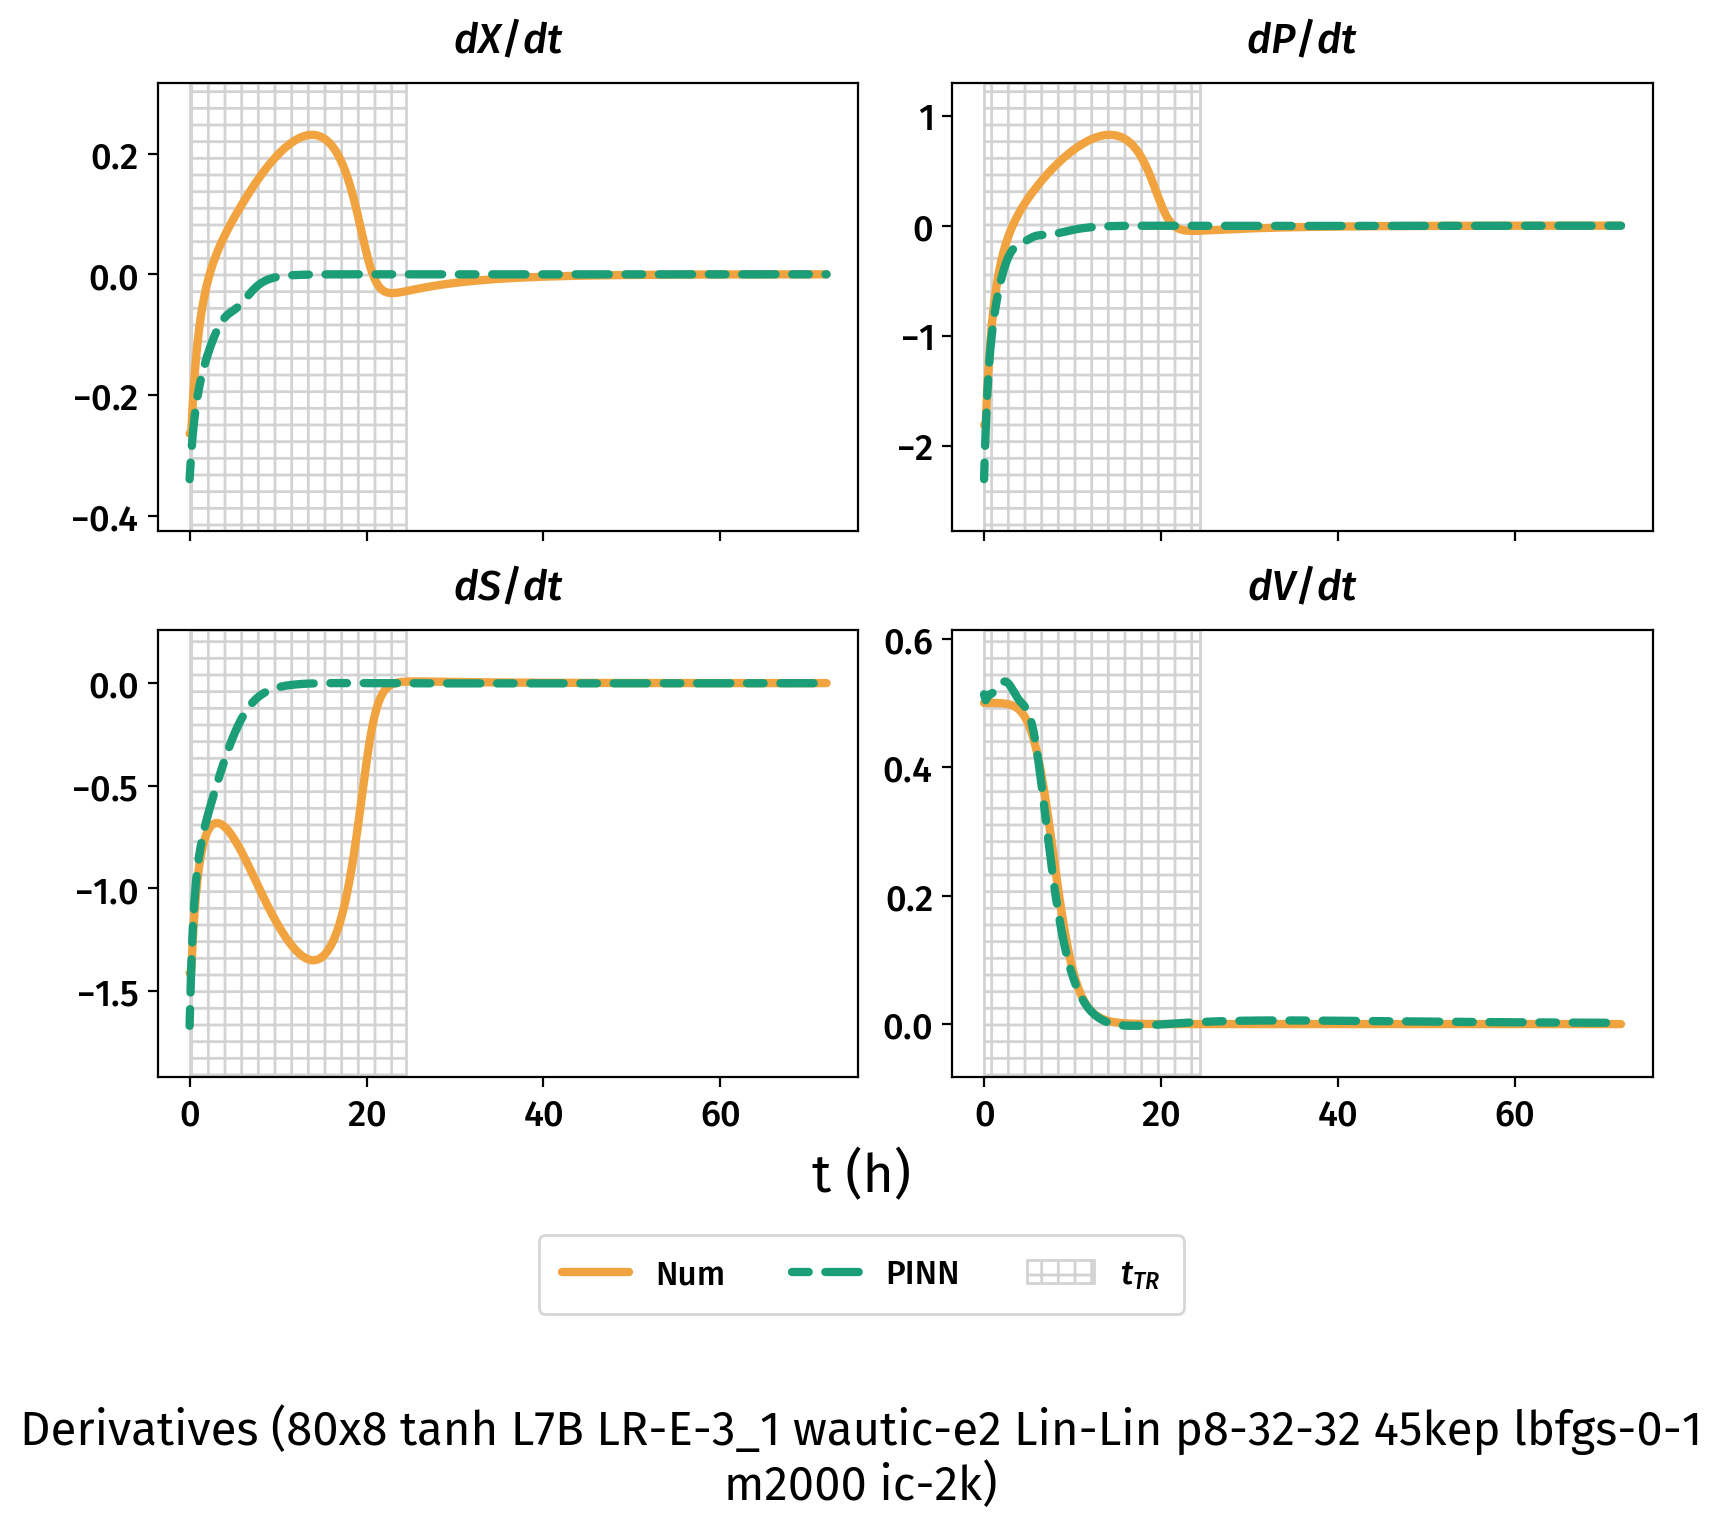 dX/dt
dP/dt
0.2
0.0
−0.2
−0.4
1
0
−1
−2
dS/dt
dV/dt
0.0
−0.5
−1.0
−1.5
0.6
0.4
0.2
0.0
0 20 40 60
0 20 40 60
t (h)
Num PINN tTR
Derivatives (80x8 tanh L7B LR-E-3_1 wautic-e2 Lin-Lin p8-32-32 45kep lbfgs-0-1
m2000 ic-2k)